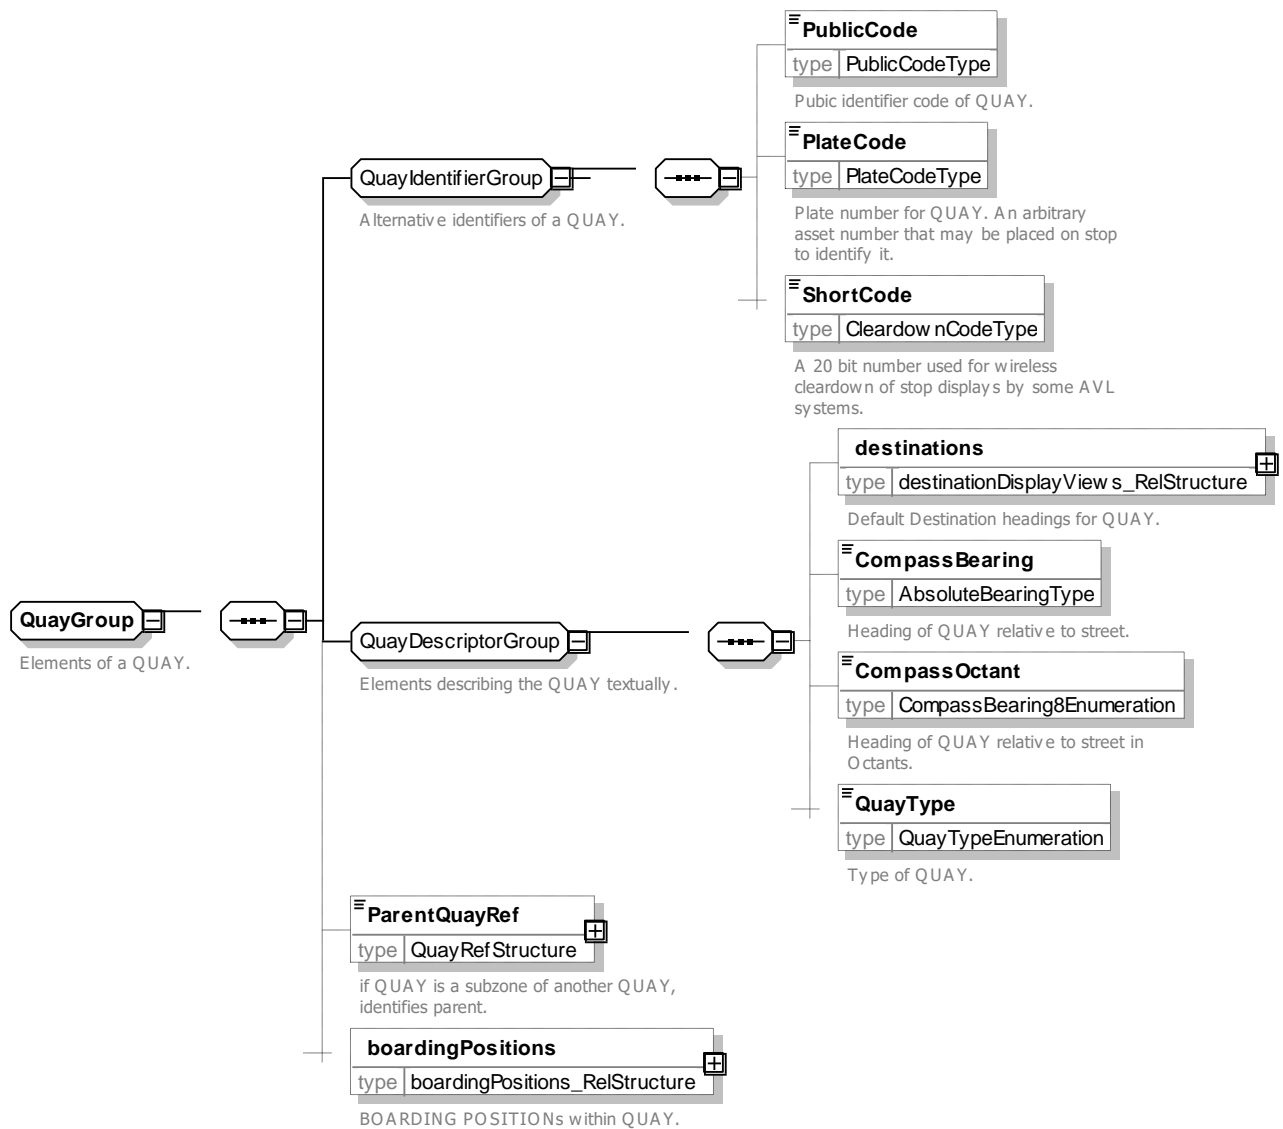 PublicCode
type PublicCodeType
Pubic identifier code of QUAY.
PlateCode
type PlateCodeType
Plate number for QUAY. An arbitrary
asset number that may be placed on stop
to identify it.
QuayIdentifierGroup
Alternative identifiers of a QUAY.
ShortCode
type CleardownCodeType
A 20 bit number used for wireless
cleardown of stop displays by some AVL
systems.
destinations
type destinationDisplayViews_RelStructure
Default Destination headings for QUAY.
CompassBearing
type AbsoluteBearingType
Heading of QUAY relative to street.
QuayGroup
Elements of a QUAY.
QuayDescriptorGroup
Elements describing the QUAY textually.
CompassOctant
type CompassBearing8Enumeration
Heading of QUAY relative to street in
Octants.
QuayType
type QuayTypeEnumeration
Type of QUAY.
ParentQuayRef
type QuayRefStructure
if QUAY is a subzone of another QUAY,
identifies parent.
boardingPositions
type boardingPositions_RelStructure
BOARDING POSITIONs within QUAY.